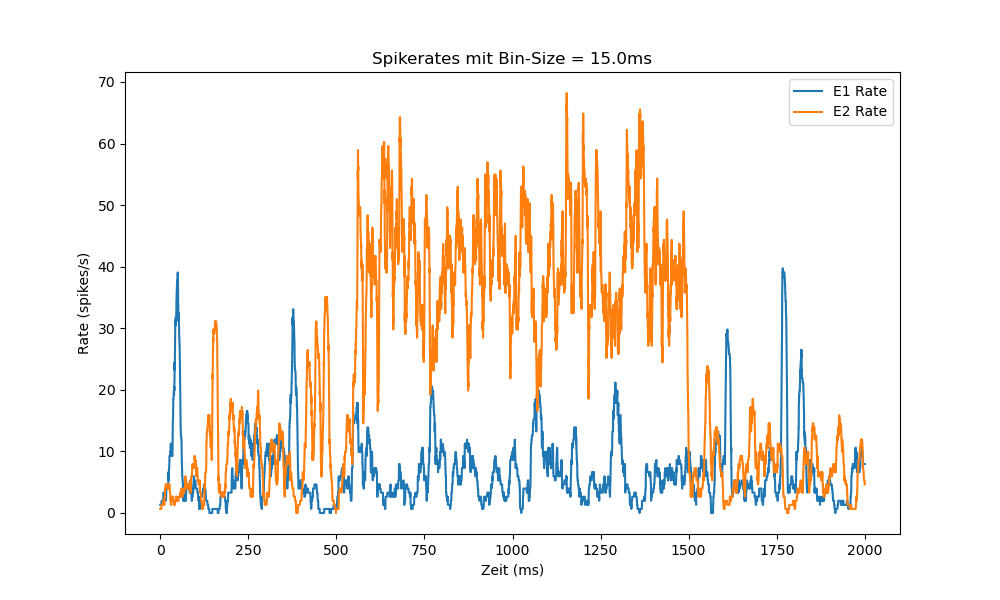 Spikerates mit Bin-Size = 15.0ms
E1 Rate
E2 Rate
70
60
50
40
30
20
10
0
Rate (spikes/s)
0 250 500 750 1000 1250 1500 1750 2000
Zeit (ms)